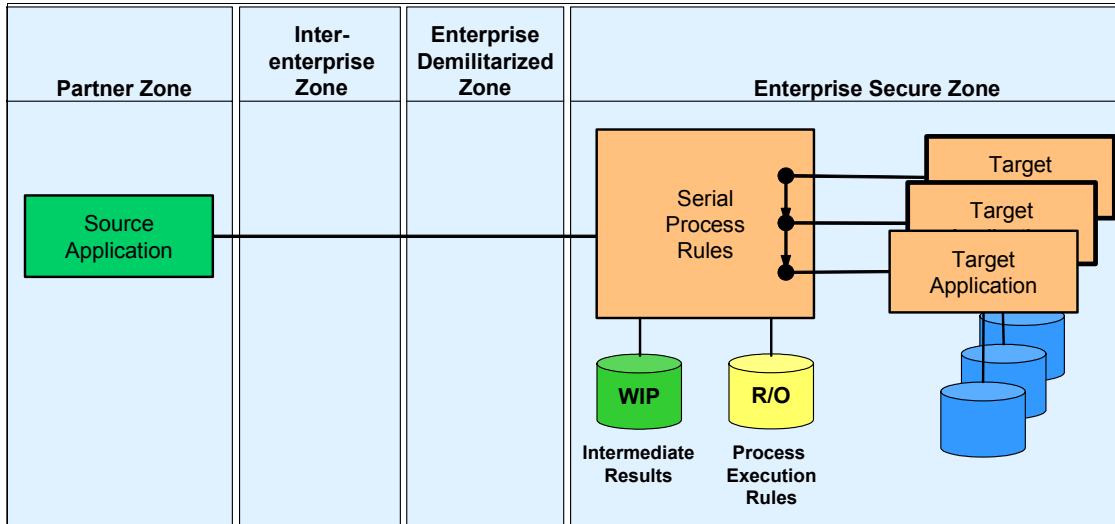 Partner Zone
Inter-
enterprise
Zone
Enterprise
Demilitarized
Zone
Enterprise Secure Zone
Source
Application
Serial
Process
Rules
Target
Target
Target
Application
WIP
R/O
Intermediate
Results
Process
Execution
Rules